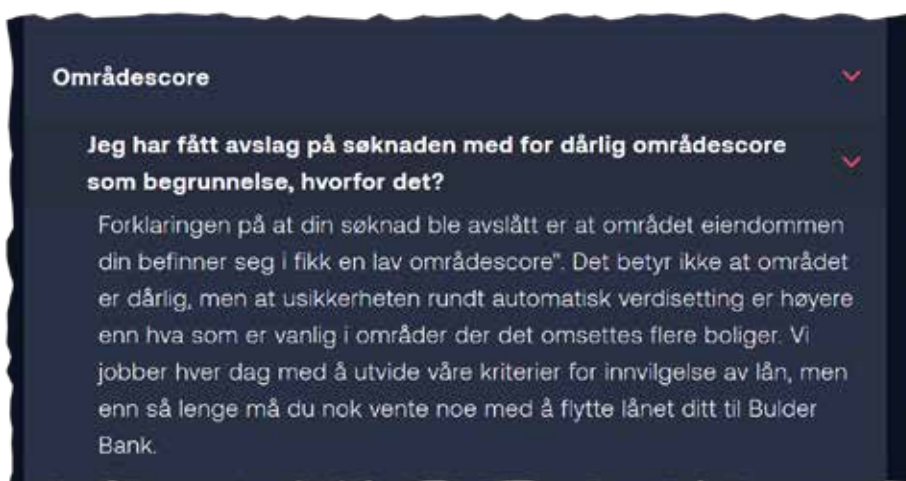 Områdescore
Jeg har fått avslag på søknaden med for dårlig områdescore
som begrunnelse, hvorfor det?
Forklaringen på at din søknad ble avslått er at området eiendommen
din befinner seg i fikk en lav områdescore". Det betyr ikke at området
er dårlig, men at usikkerheten rundt automatisk verdisetting er høyere
enn hva som er vanlig i områder der det omsettes flere boliger. Vi
jobber hver dag med å utvide våre kriterier for innvilgelse av lån, men
enn så lenge må du nok vente noe med å flytte lånet ditt til Bulder
Bank.